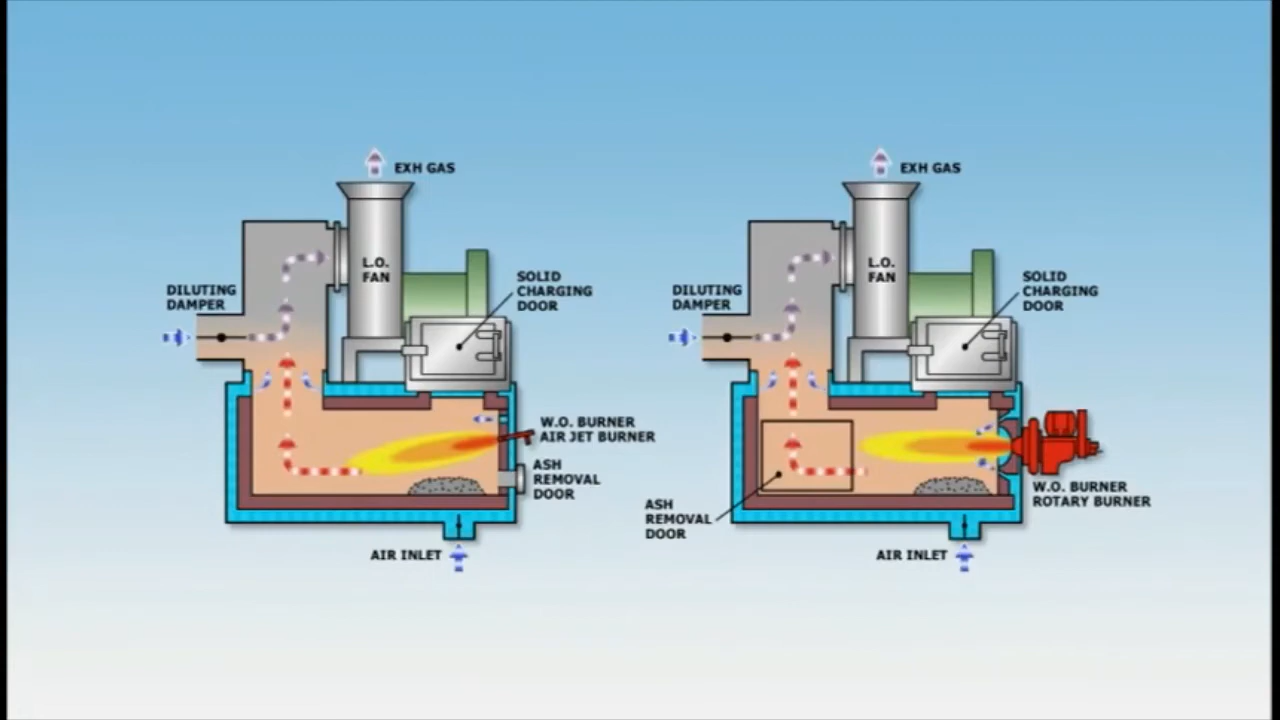 EXH GAS
L.O.
FAN
SOLID
CHARGING
DOOR
DILUTING
DAMPER
W.O. BURNER
AIR JET BURNER
ASH
REMOVAL
DOOR
AIR INLET
EXH GAS
L.O.
FAN
SOLID
CHARGING
DOOR
DILUTING
DAMPER
W.O. BURNER
ROTARY BURNER
ASH
REMOVAL
DOOR
AIR INLET